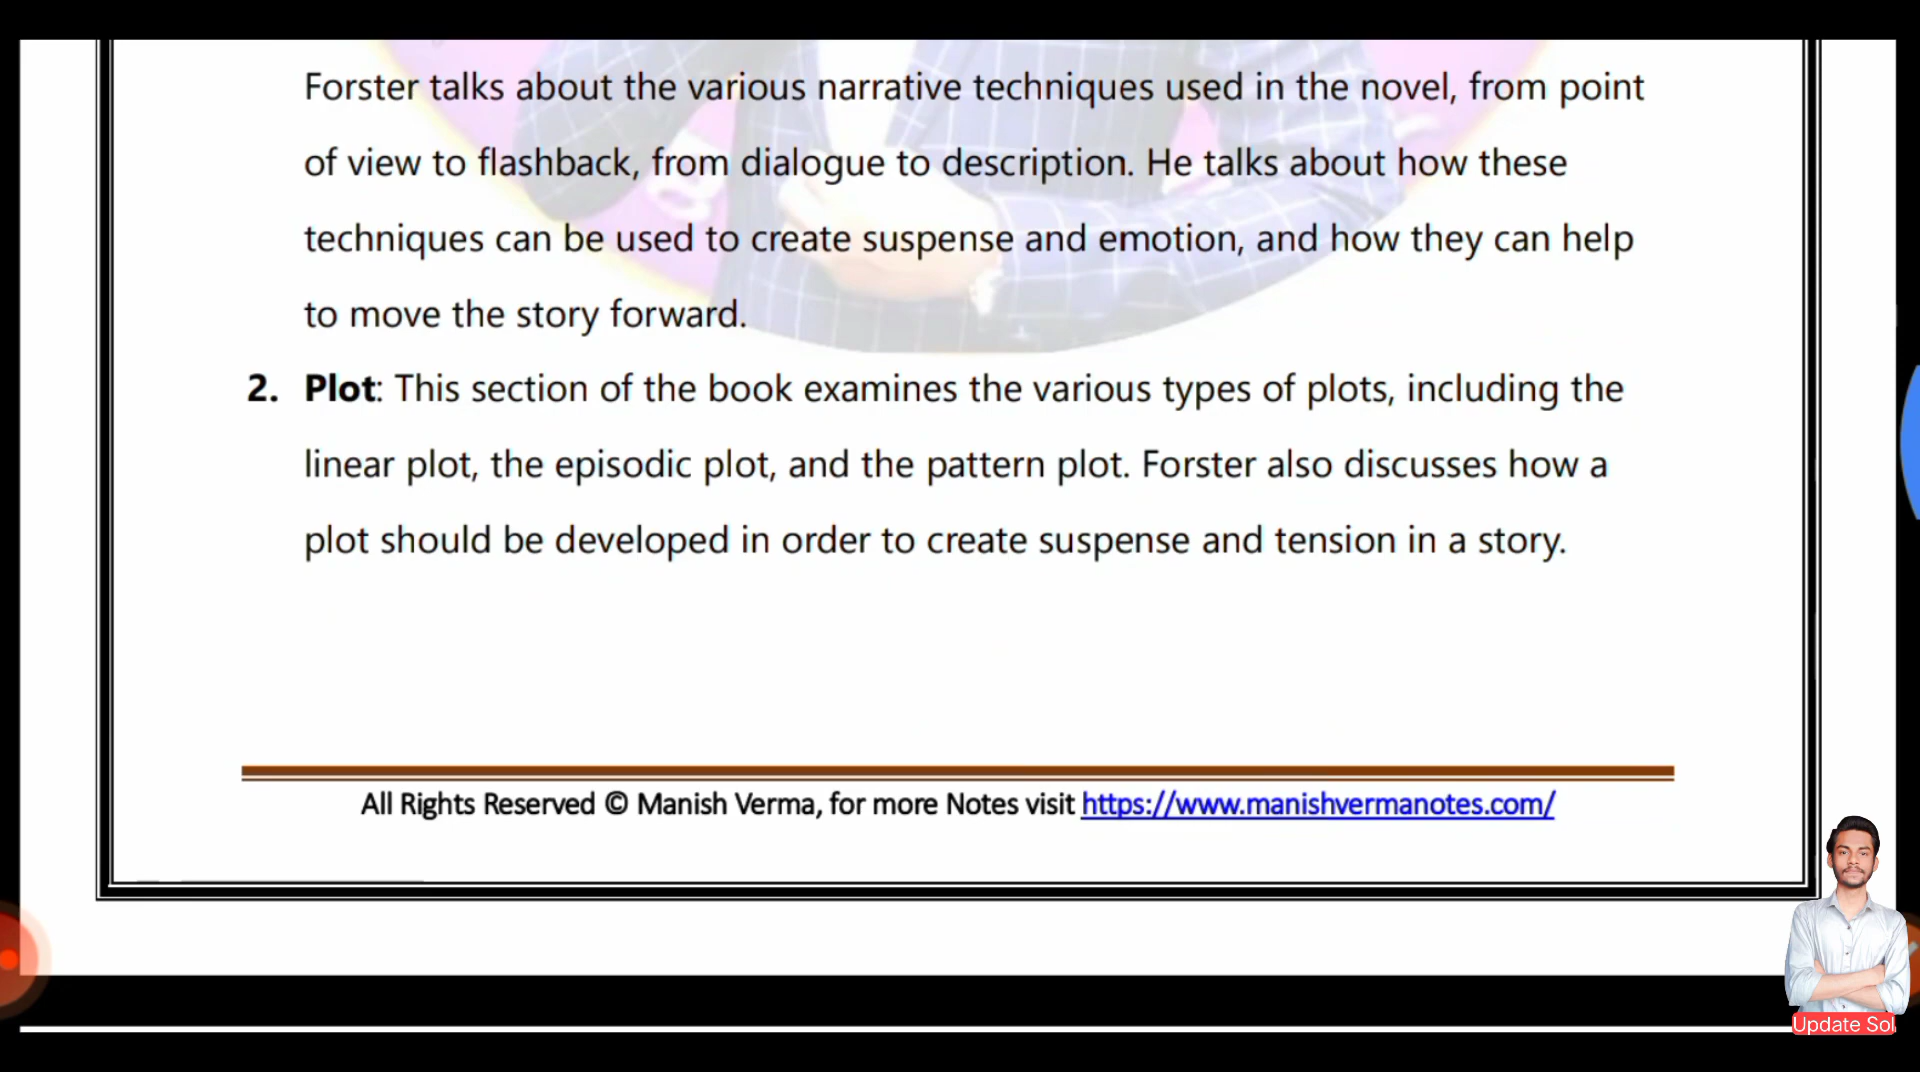 Forster talks about the various narrative techniques used in the novel, from point
of view to flashback, from dialogue to description. He talks about how these
techniques can be used to create suspense and emotion, and how they can help
to move the story forward.
2. Plot: This section of the book examines the various types of plots, including the
linear plot, the episodic plot, and the pattern plot. Forster also discusses how a
plot should be developed in order to create suspense and tension in a story.
All Rights Reserved © Manish Verma, for more Notes visit https://www.manishvermanotes.com/
Update Sol